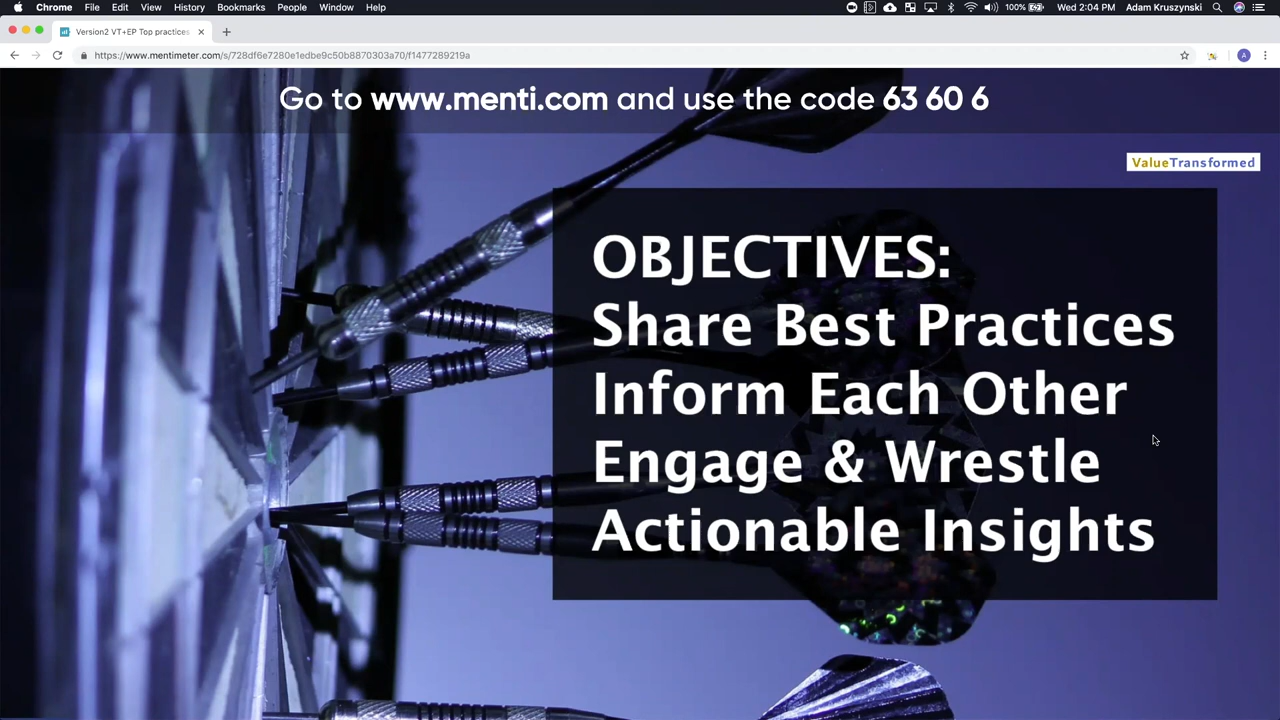 Chrome File Edit View History Bookmarks People Window Help 100% Wed 2:04 PM Adam Kruszynski
Version2 VT+EP Top practices
https://www.mentimeter.com/s/728df6e7280e1edbe9c50b8870303a70/f1477289219a
A
Go to www.menti.com and use the code 63 60 6
ValueTransformed
OBJECTIVES:
Share Best Practices
Inform Each Other
Engage & Wrestle
Actionable Insights